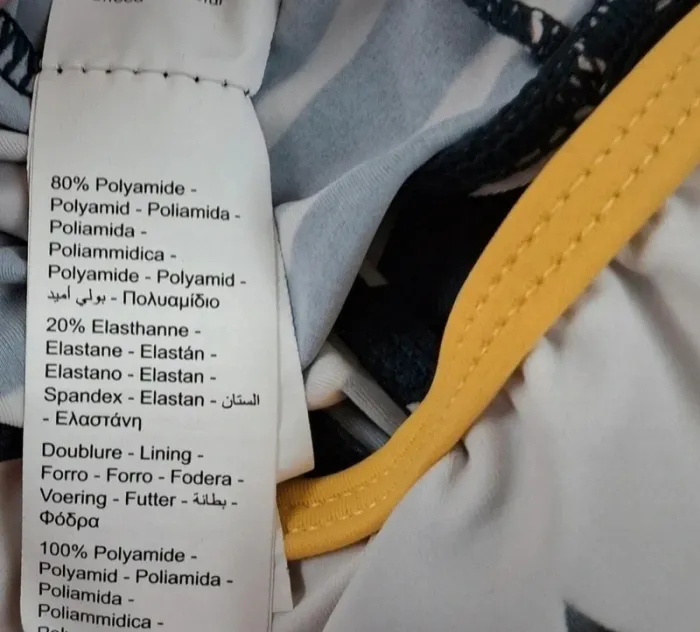 80% Polyamide -
Polyamid - Poliamida -
Poliamida -
Poliammidica -
Polyamide - Polyamid -
بولي أميد - Πολυαμίδιο
20% Elasthanne -
Elastane - Elastán -
Elastano - Elastan -
Spandex - Elastan - الستان
- Ελαστάνη
Doublure - Lining -
Forro - Forro - Fodera -
Voering - Futter - بطانة -
Φόδρα
100% Polyamide -
Polyamid - Poliamida -
Poliamida -
Poliammidica -